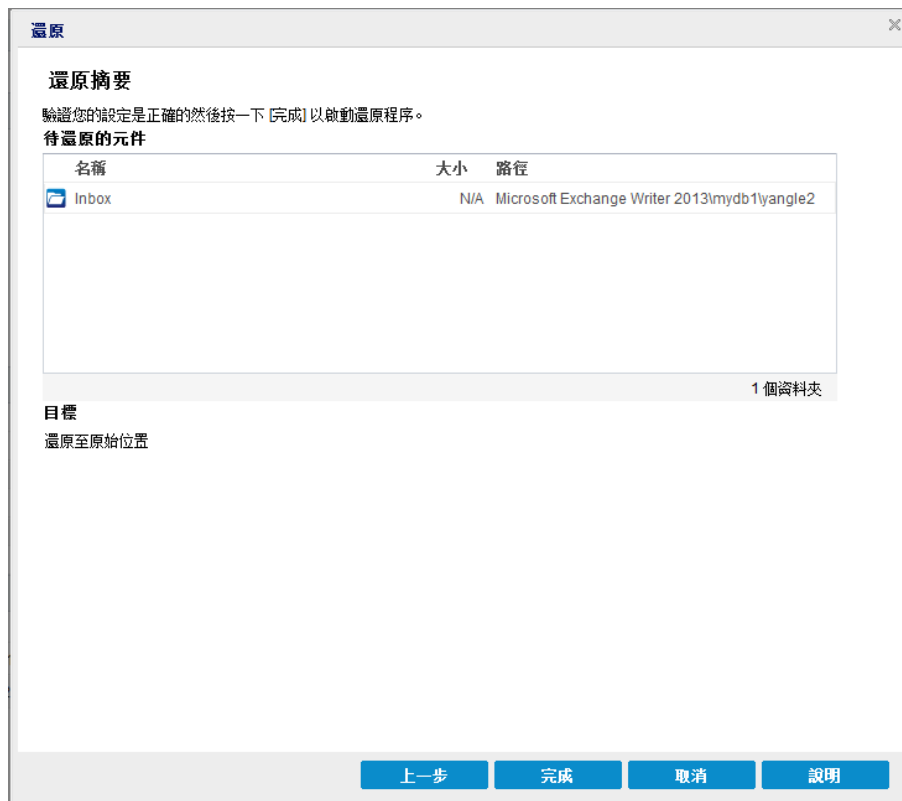 還原
還原摘要
驗證您的設定是正確的然後按一下 [完成] 以啟動還原程序。
待還原的元件
名稱 大小 路徑
Inbox N/A Microsoft Exchange Writer 2013\mydb1\yangle2
1 個資料夾
目標
還原至原始位置
上一步 完成 取消 說明